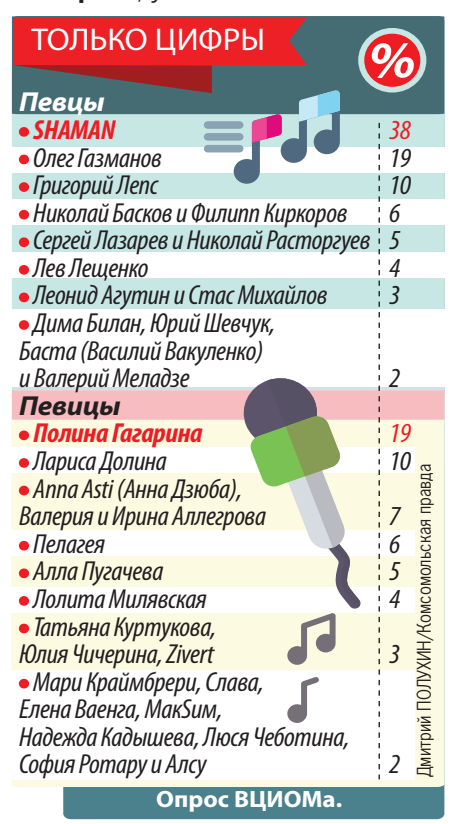 ТОЛЬКО ЦИФРЫ
%
Певцы
• SHAMAN 38
• Олег Газманов 19
• Григорий Лепс 10
• Николай Басков и Филипп Киркоров 6
• Сергей Лазарев и Николай Расторгуев 5
• Лев Лещенко 4
• Леонид Агутин и Стас Михайлов 3
• Дима Билан, Юрий Шевчук,
Баста (Василий Вакуленко)
и Валерий Меладзе 2
Певицы
• Полина Гагарина 19
• Лариса Долина 10
• Anna Asti (Анна Дзюба),
Валерия и Ирина Аллегрова 7
• Пелагея 6
• Алла Пугачева 5
• Лолита Милявская 4
• Татьяна Куртукова,
Юлия Чичерина, Zivert 3
• Мари Краймбрери, Слава,
Елена Ваенга, МакSим,
Надежда Кадышева, Люся Чеботина,
София Ротару и Алсу 2
Дмитрий ПОЛУХИН/Комсомольская правда
Опрос ВЦИОМа.